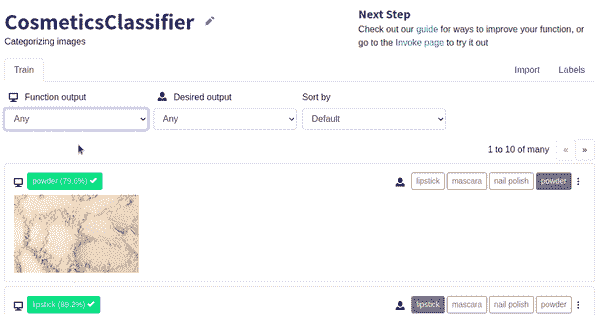 CosmeticsClassifier
Categorizing images
Next Step
Check out our guide for ways to improve your function, or
go to the Invoke page to try it out
Train
Import Labels
Function output Desired output Sort by
Any Any Default
1 to 10 of many « »
powder (79.6%) lipstick mascara nail polish powder
lipstick (99.2%) lipstick mascara nail polish powder